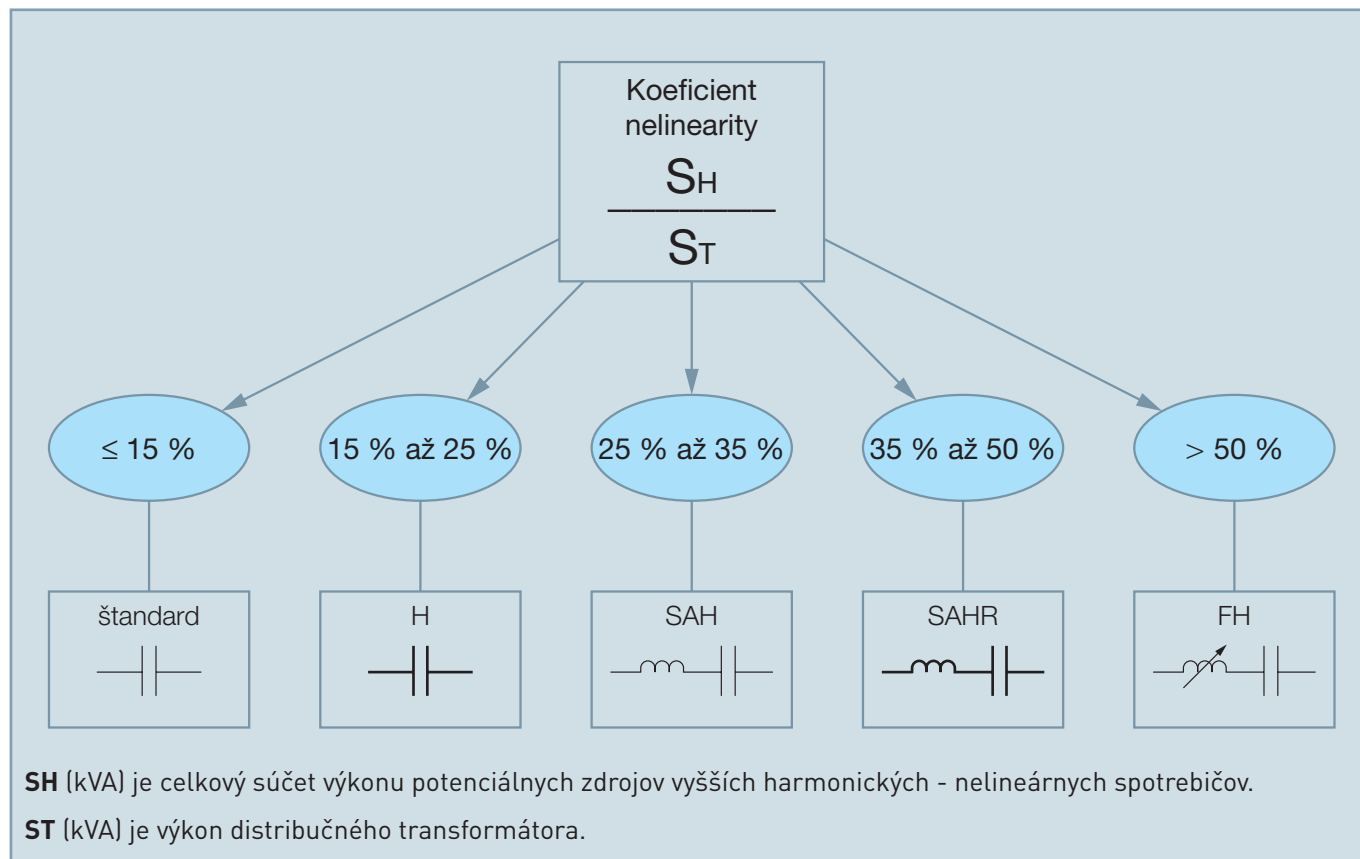 Koeficient
nelinearity
SH
ST
≤ 15 %
15 % až 25 %
25 % až 35 %
35 % až 50 %
> 50 %
štandard
H
SAH
SAHR
FH
SH (kVA) je celkový súčet výkonu potenciálnych zdrojov vyšších harmonických - nelineárnych spotrebičov.
ST (kVA) je výkon distribučného transformátora.